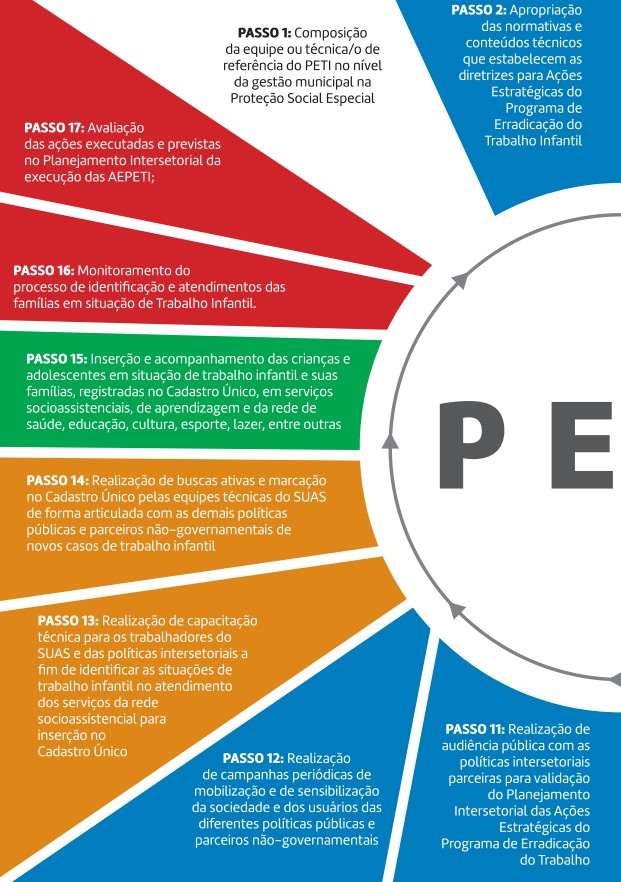 PASSO 1: Composição
da equipe ou técnica/o de
referência do PETI no nível
da gestão municipal na
Proteção Social Especial
PASSO 2: Apropriação
das normativas e
conteúdos técnicos
que estabelecem as
diretrizes para Ações
Estratégicas do
Programa de
Erradicação do
Trabalho Infantil
PASSO 17: Avaliação
das ações executadas e previstas
no Planejamento Intersetorial da
execução das AEPETI;
PASSO 16: Monitoramento do
processo de identificação e atendimentos das
famílias em situação de Trabalho Infantil.
PASSO 15: Inserção e acompanhamento das crianças e
adolescentes em situação de trabalho infantil e suas
famílias, registradas no Cadastro Único, em serviços
socioassistenciais, de aprendizagem e da rede de
saúde, educação, cultura, esporte, lazer, entre outras
P E
PASSO 14: Realização de buscas ativas e marcação
no Cadastro Único pelas equipes técnicas do SUAS
de forma articulada com as demais políticas
públicas e parceiros não-governamentais de
novos casos de trabalho infantil
PASSO 13: Realização de capacitação
técnica para os trabalhadores do
SUAS e das políticas intersetoriais a
fim de identificar as situações de
trabalho infantil no atendimento
dos serviços da rede
socioassistencial para
inserção no
Cadastro Único
PASSO 12: Realização
de campanhas periódicas de
mobilização e de sensibilização
da sociedade e dos usuários das
diferentes políticas públicas e
parceiros não-governamentais
PASSO 11: Realização de
audiência pública com as
políticas intersetoriais
parceiras para validação
do Planejamento
Intersetorial das Ações
Estratégicas do
Programa de Erradicação
do Trabalho